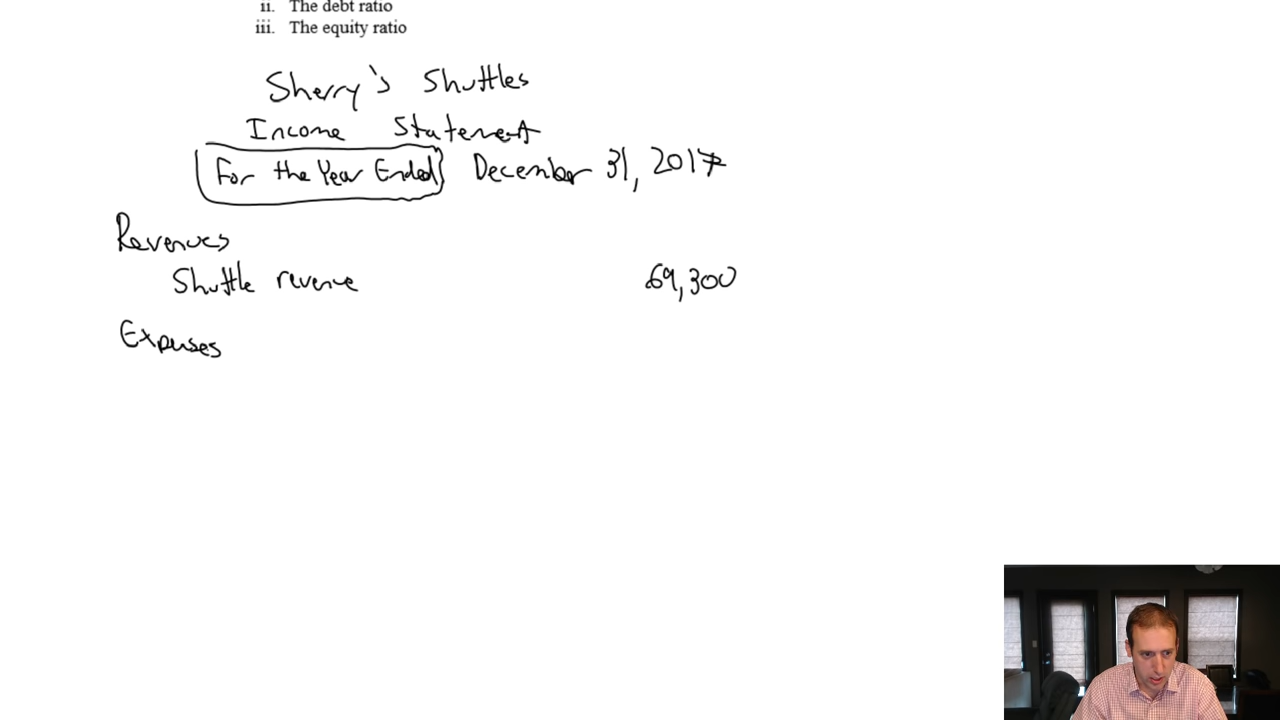 ii. The debt ratio
iii. The equity ratio
Sherry's Shuttles
Income Statement
For the Year Ended December 31, 2017
Revenues
Shuttle revenue 69,300
Expenses